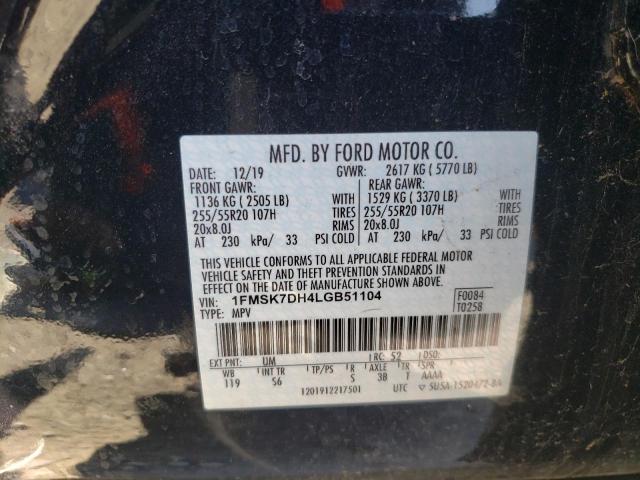 MFD. BY FORD MOTOR CO.
DATE: 12/19 GVWR: 2617 KG ( 5770 LB)
FRONT GAWR: REAR GAWR:
1136 KG ( 2505 LB) WITH 1529 KG ( 3370 LB) WITH
255/55R20 107H TIRES 255/55R20 107H TIRES
20x8.0J RIMS 20x8.0J RIMS
AT 230 kPa/ 33 PSI COLD AT 230 kPa/ 33 PSI COLD
THIS VEHICLE CONFORMS TO ALL APPLICABLE FEDERAL MOTOR
VEHICLE SAFETY AND THEFT PREVENTION STANDARDS IN
EFFECT ON THE DATE OF MANUFACTURE SHOWN ABOVE.
VIN: 1FMSK7DH4LGB51104 F0084
TYPE: MPV T0258
EXT PNT: UM RC: 52 DSO:
WB INT TR TP/PS R AXLE TR SPR
119 S6 S 3B T AAAA
1201912217501 UTC SU5A-1520472-BA